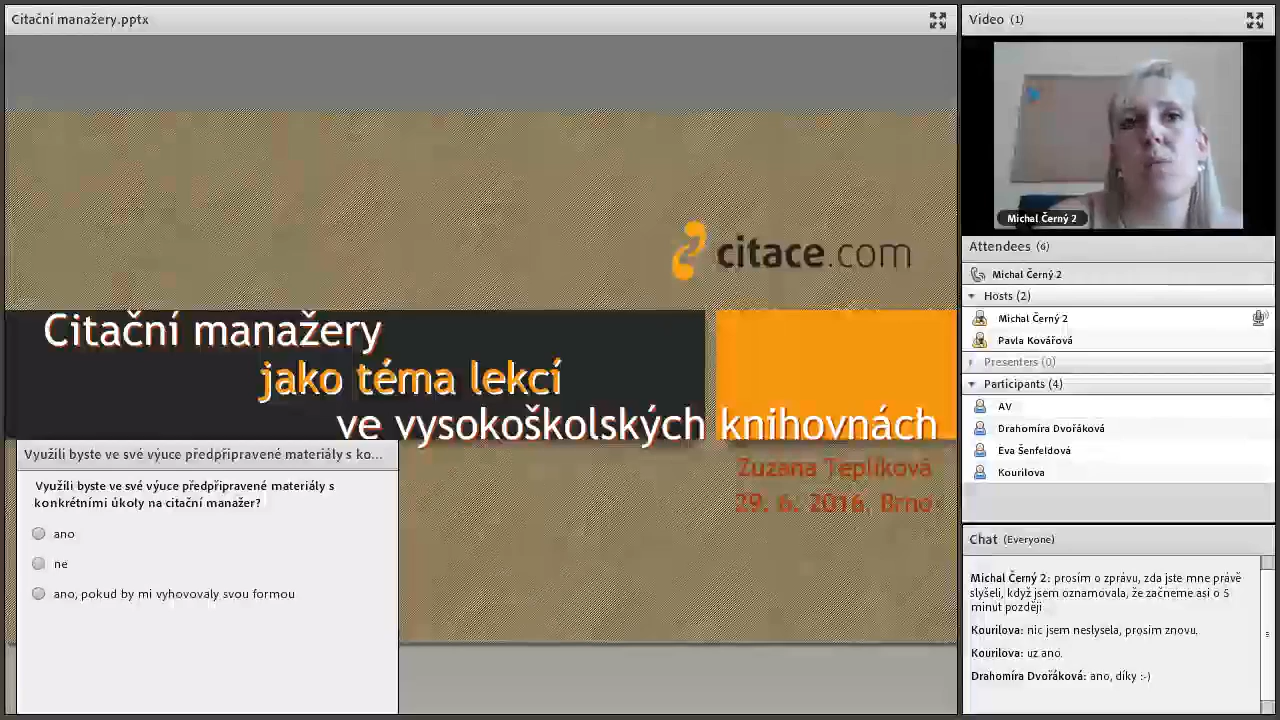 Citační manažery.pptx
citace.com
Citační manažery
jako téma lekcí
ve vysokoškolských knihovnách
Zuzana Teplíková
29. 6. 2016, Brno
Využili byste ve své výuce předpřipravené materiály s ko...
Využili byste ve své výuce předpřipravené materiály s
konkrétními úkoly na citační manažer?
ano
ne
ano, pokud by mi vyhovovaly svou formou
Video (1)
Michal Černý 2
Attendees (6)
Michal Černý 2
Hosts (2)
Michal Černý 2
Pavla Kovářová
Presenters (0)
Participants (4)
AV
Drahomíra Dvořáková
Eva Šenfeldová
Kourilova
Chat (Everyone)
Michal Černý 2: prosím o zprávu, zda jste mne právě
slyšeli, když jsem oznamovala, že začneme asi o 5
minut později
Kourilova: nic jsem neslysela, prosim znovu.
Kourilova: uz ano.
Drahomíra Dvořáková: ano, díky :-)